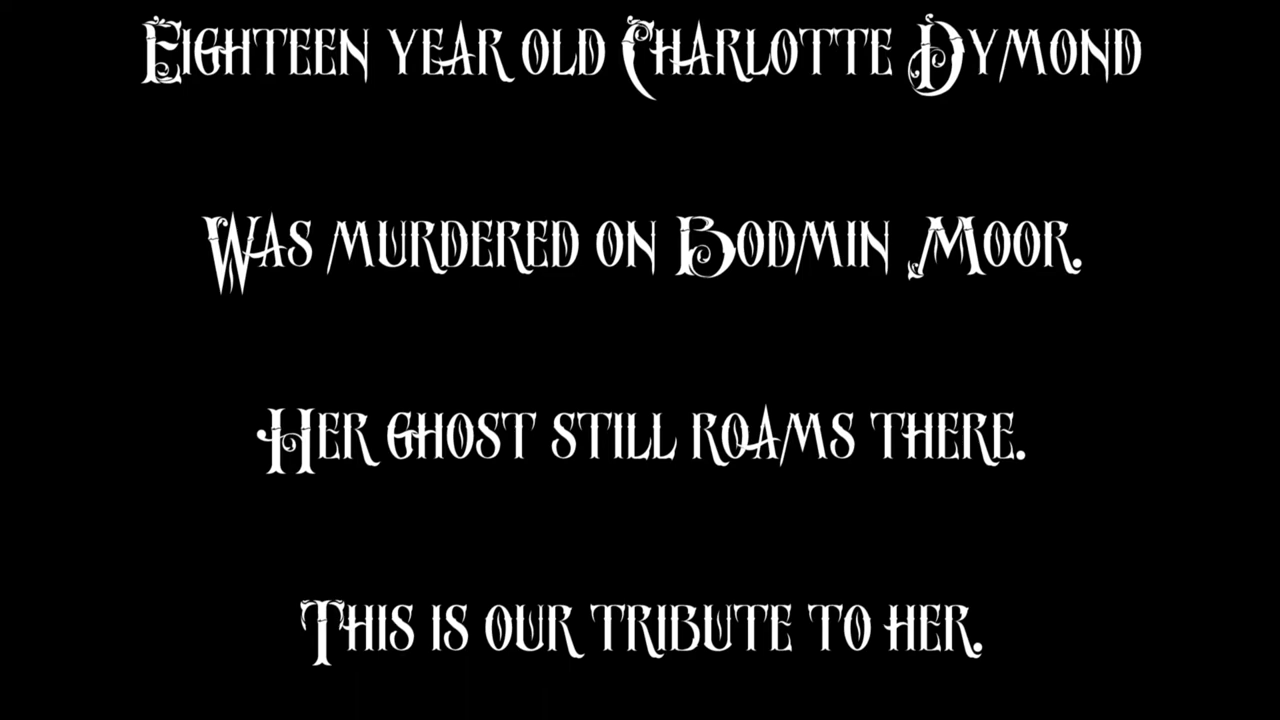 Eighteen year old Charlotte Dymond
Was murdered on Bodmin Moor.
Her ghost still roams there.
This is our tribute to her.